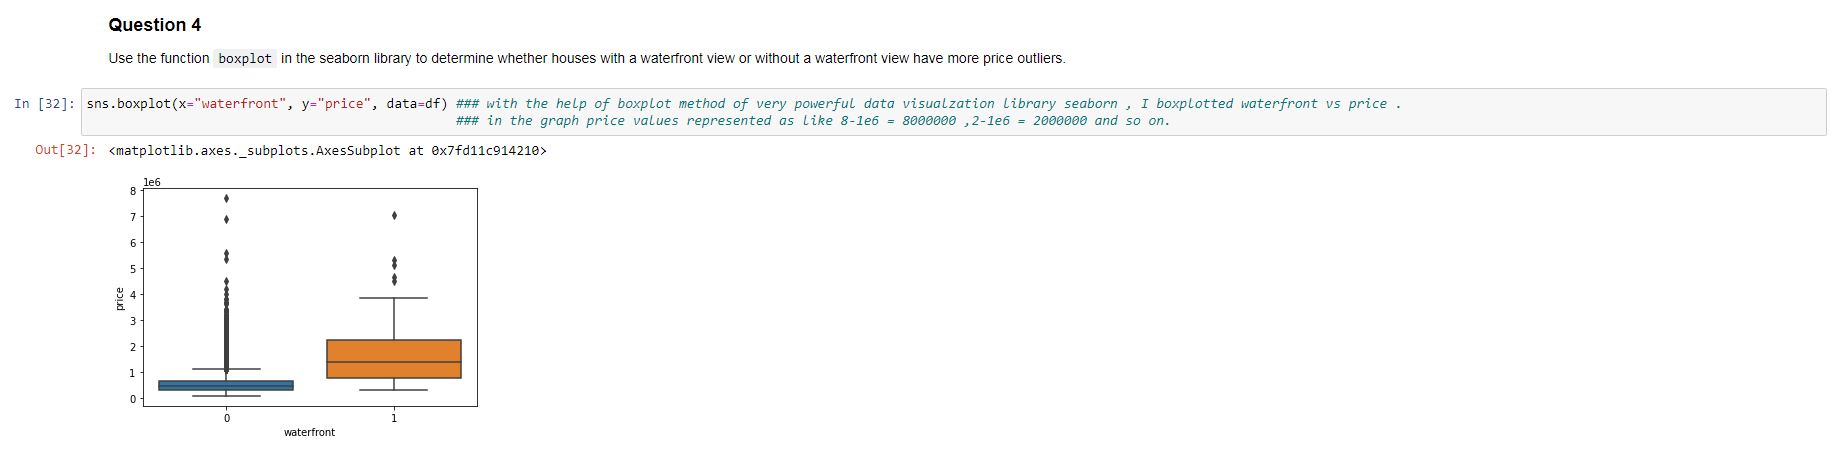 Question 4
Use the function boxplot in the seaborn library to determine whether houses with a waterfront view or without a waterfront view have more price outliers.
In [32]: sns.boxplot(x="waterfront", y="price", data=df) ### with the help of boxplot method of very powerful data visualzation library seaborn , I boxplotted waterfront vs price .
### in the graph price values represented as like 8-1e6 = 8000000 ,2-1e6 = 2000000 and so on.
Out[32]: <matplotlib.axes._subplots.AxesSubplot at 0x7fd11c914210>
1e6
8
7
6
5
4
price
3
2
1
0
0 1
waterfront